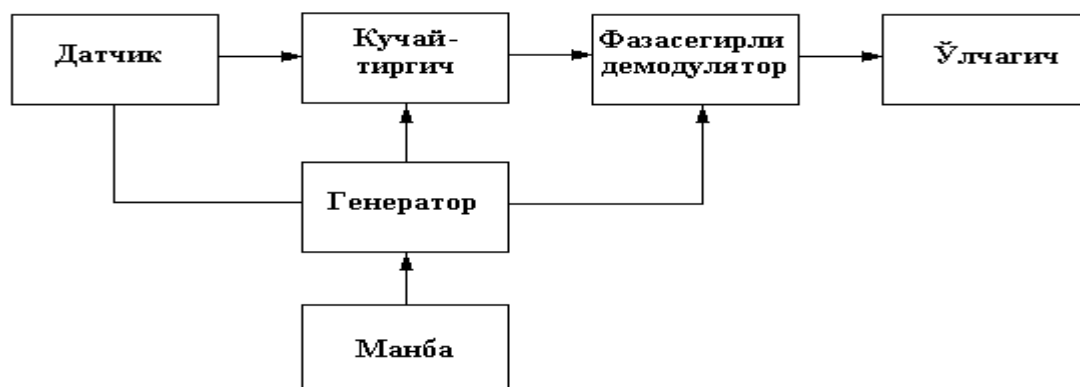 Датчик
Кучай-
тиргич
Фазасегирли
демодулятор
Ўлчагич
Генератор
Манба